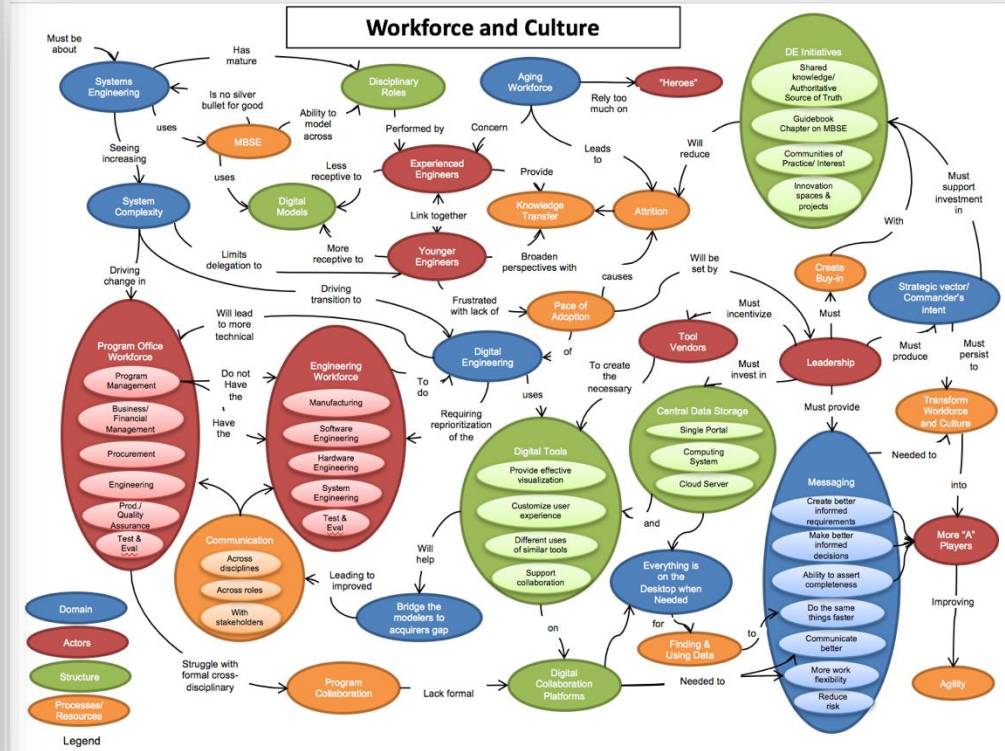 Workforce and Culture
Must be
about
Systems
Engineering
Has
mature
Disciplinary
Roles
Is no silver
bullet for good
uses
MBSE
Ability to
model
across
Seeing
increasing
uses
System
Complexity
Digital
Models
Less
receptive to
Performed by
Concern
Experienced
Engineers
Link together
Younger
Engineers
More
receptive to
Limits
delegation to
Aging
Workforce
Rely too
much on
"Heroes"
Leads
to
Provide
Knowledge
Transfer
Attrition
Broaden
perspectives with
Will
reduce
causes
Frustrated
with lack of
Pace of
Adoption
of
Will be
set by
DE Initiatives
Shared
knowledge/
Authoritative
Source of Truth
Guidebook
Chapter on MBSE
Communities of
Practice/ Interest
Innovation
spaces &
projects
Must
support
investment
in
With
Create
Buy-in
Must
Strategic vector/
Commander's
Intent
Must
produce
Must
persist
to
Leadership
Must
incentivize
Tool
Vendors
Must
invest in
Must provide
Transform
Workforce
and Culture
Needed to
into
More "A"
Players
Improving
Agility
Driving
change in
Driving
transition to
Will lead
to more
technical
Program Office
Workforce
Program
Management
Business/
Financial
Management
Procurement
Engineering
Prod./
Quality
Assurance
Test &
Eval
Do not
Have
the
Have
the
Engineering
Workforce
Manufacturing
Software
Engineering
Hardware
Engineering
System
Engineering
Test &
Eval
Digital
Engineering
To
do
Requiring
reprioritization
of the
uses
To create
the
necessary
Digital Tools
Provide effective
visualization
Customize user
experience
Different uses
of similar tools
Support
collaboration
Central Data Storage
Single Portal
Computing
System
Cloud Server
and
Everything is
on the
Desktop when
Needed
for
Finding &
Using Data
to
Messaging
Create better
informed
requirements
Make better
informed
decisions
Ability to assert
completeness
Do the same
things faster
Communicate
better
More work
flexibility
Reduce
risk
Communication
Across
disciplines
Across roles
With
stakeholders
Leading to
improved
Will
help
Bridge the
modelers to
acquirers gap
on
Digital
Collaboration
Platforms
Needed to
Struggle with
formal cross-
disciplinary
Program
Collaboration
Lack formal
Domain
Actors
Structure
Processes/
Resources
Legend